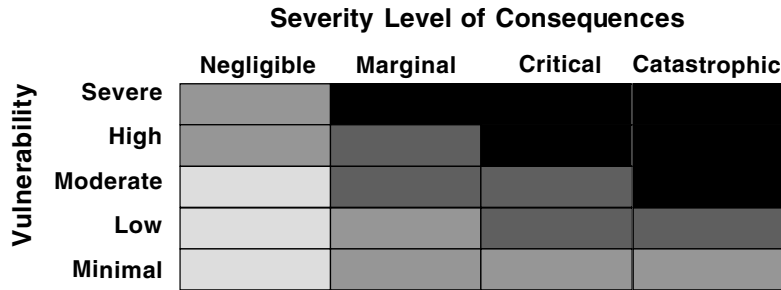 Severity Level of Consequences
Negligible Marginal Critical Catastrophic
Vulnerability
Severe
High
Moderate
Low
Minimal